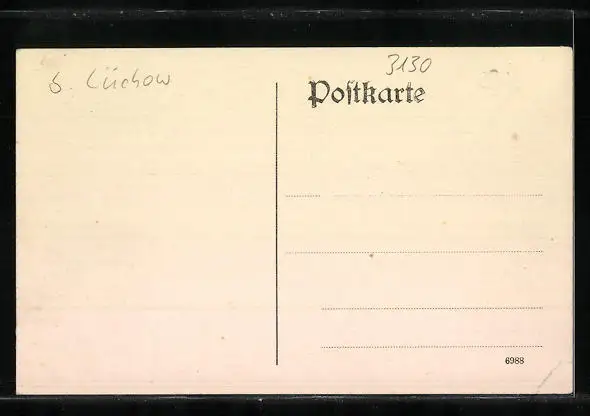 b. Lüchow
3130
Postkarte
6988